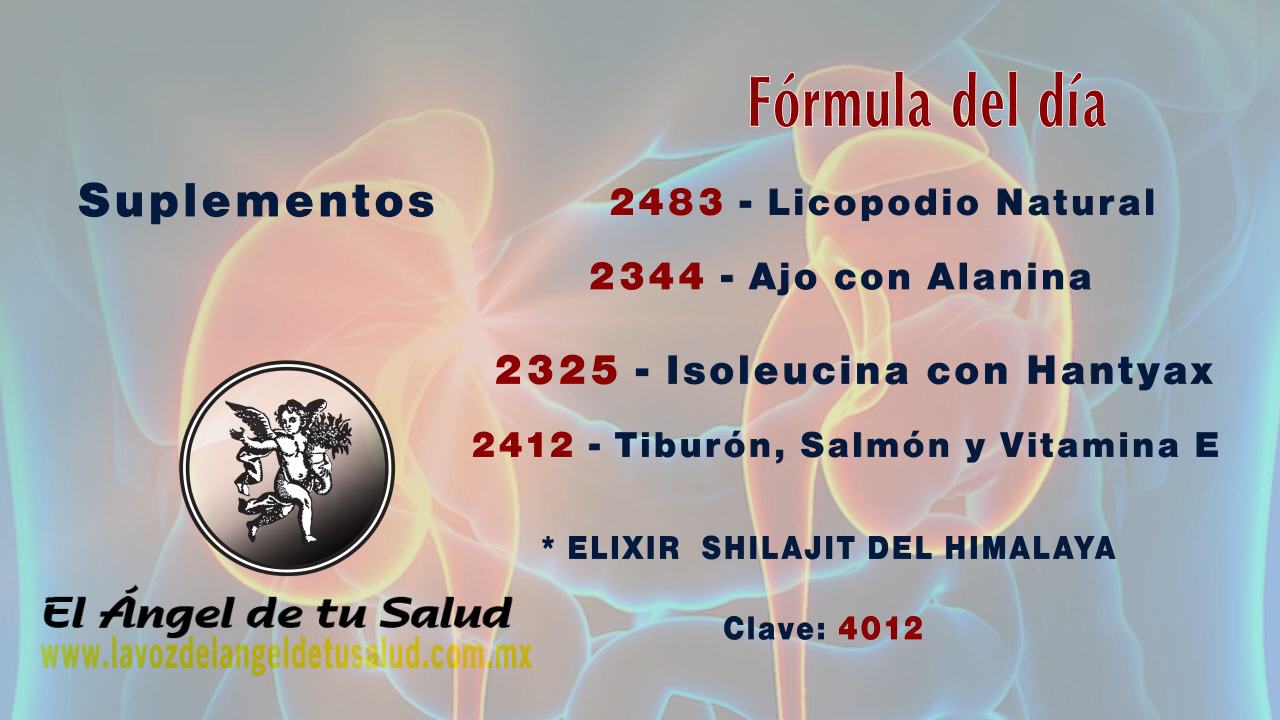 Fórmula del día
Suplementos
2483 - Licopodio Natural
2344 - Ajo con Alanina
2325 - Isoleucina con Hantyax
2412 - Tiburón, Salmón y Vitamina E
* ELIXIR SHILAJIT DEL HIMALAYA
Clave: 4012
El Ángel de tu Salud
www.lavozdelangeldetusalud.com.mx